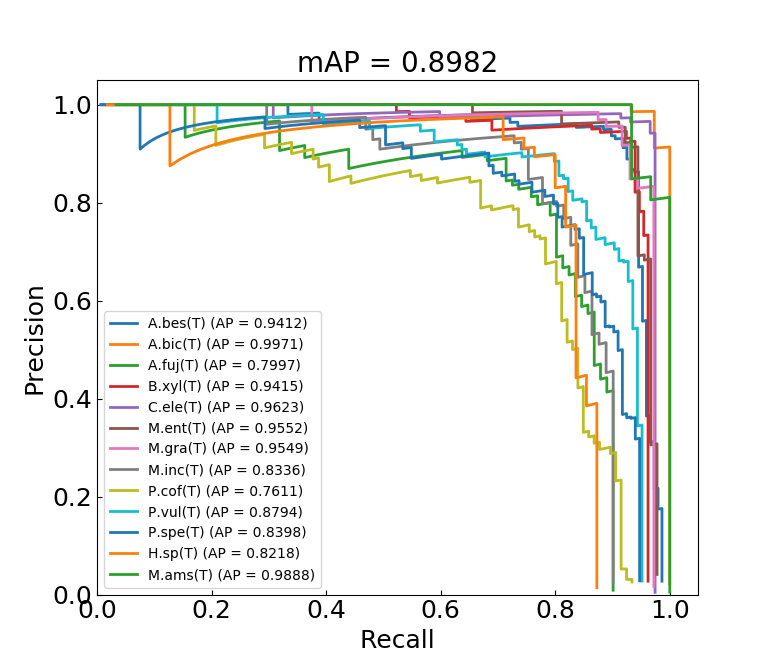 mAP = 0.8982
Precision
1.0
0.8
0.6
0.4
0.2
0.0
A.bes(T) (AP = 0.9412)
A.bic(T) (AP = 0.9971)
A.fuj(T) (AP = 0.7997)
B.xyl(T) (AP = 0.9415)
C.ele(T) (AP = 0.9623)
M.ent(T) (AP = 0.9552)
M.gra(T) (AP = 0.9549)
M.inc(T) (AP = 0.8336)
P.cof(T) (AP = 0.7611)
P.vul(T) (AP = 0.8794)
P.spe(T) (AP = 0.8398)
H.sp(T) (AP = 0.8218)
M.ams(T) (AP = 0.9888)
0.0 0.2 0.4 0.6 0.8 1.0
Recall